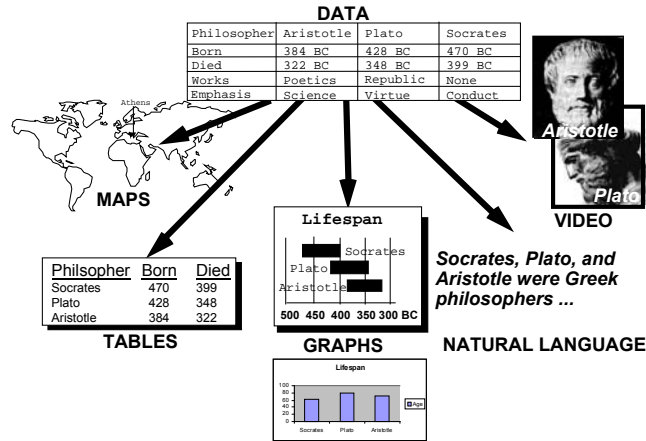 DATA
Philosopher Aristotle Plato Socrates
Born 384 BC 428 BC 470 BC
Died 322 BC 348 BC 399 BC
Works Poetics Republic None
Emphasis Science Virtue Conduct
Athens
MAPS
Aristotle
Plato
VIDEO
Philsopher Born Died
Socrates 470 399
Plato 428 348
Aristotle 384 322
TABLES
Lifespan
Socrates
Plato
Aristotle
500 450 400 350 300 BC
GRAPHS
Socrates, Plato, and
Aristotle were Greek
philosophers ...
NATURAL LANGUAGE
Lifespan
100
80
60
40
20
0
Socrates Plato Aristotle
Age